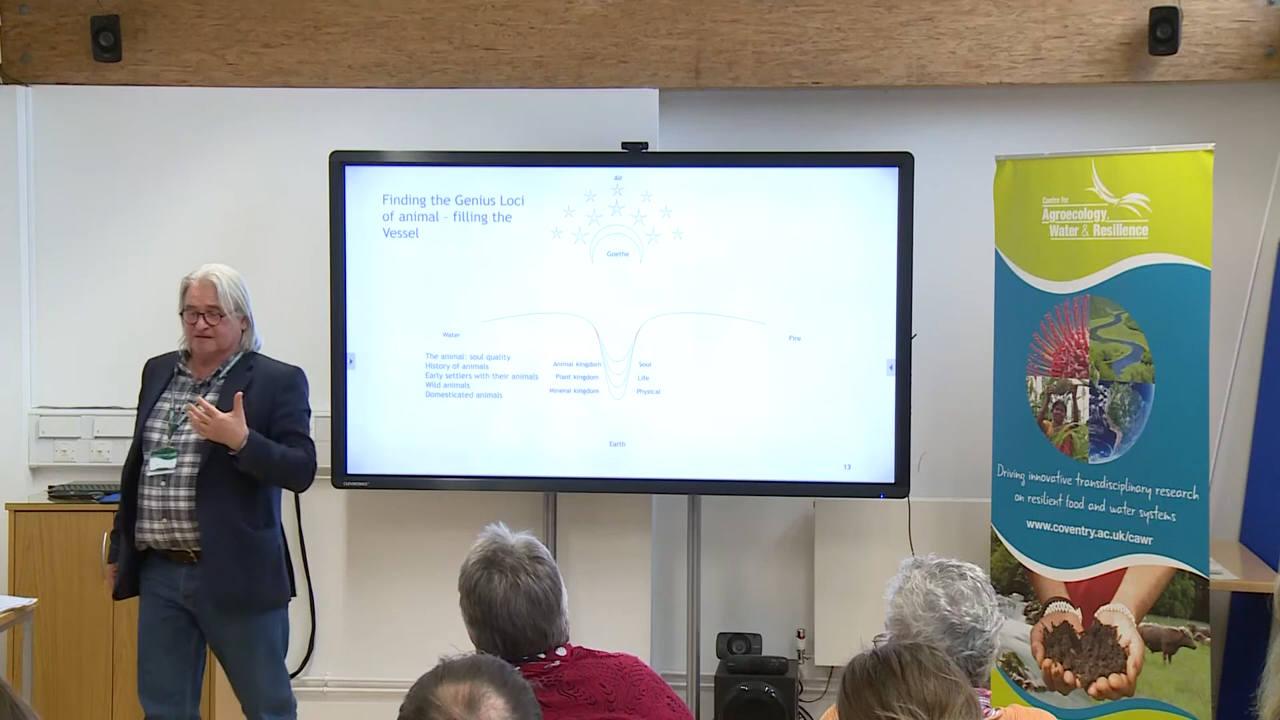 Finding the Genius Loci
of animal – filling the
Vessel
Air
Goethe
Water
Fire
The animal: soul quality
History of animals
Early settlers with their animals
Wild animals
Domesticated animals
Animal kingdom
Soul
Plant kingdom
Life
Mineral kingdom
Physical
Earth
13
Centre for
Agroecology,
Water & Resilience
Driving innovative transdisciplinary research
on resilient food and water systems
www.coventry.ac.uk/cawr